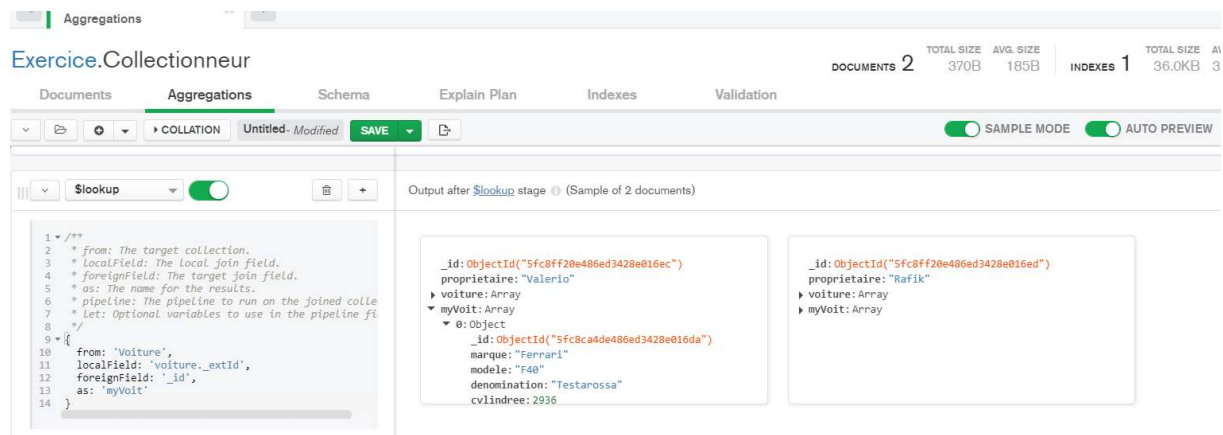 Aggregations
Exercice.Collectionneur
DOCUMENTS 2 TOTAL SIZE 370B AVG. SIZE 185B INDEXES 1 TOTAL SIZE 36.0KB
Documents Aggregations Schema Explain Plan Indexes Validation
COLLATION Untitled- Modified SAVE SAMPLE MODE AUTO PREVIEW
$lookup
Output after $lookup stage (Sample of 2 documents)
1 /**
2 * from: The target collection.
3 * localField: The local join field.
4 * foreignField: The target join field.
5 * as: The name for the results.
6 * pipeline: The pipeline to run on the joined colle
7 * let: Optional variables to use in the pipeline fi
8 */
9 {
10 from: 'Voiture',
11 localField: 'voiture._extId',
12 foreignField: '_id',
13 as: 'myVoit'
14 }
_id: ObjectId("5fc8ff20e486ed3428e016ec")
proprietaire: "Valerio"
voiture: Array
myVoit: Array
0: Object
_id: ObjectId("5fc8ca4de486ed3428e016da")
marque: "Ferrari"
modele: "F40"
denomination: "Testarossa"
cylindree: 2936
_id: ObjectId("5fc8ff20e486ed3428e016ed")
proprietaire: "Rafik"
voiture: Array
myVoit: Array